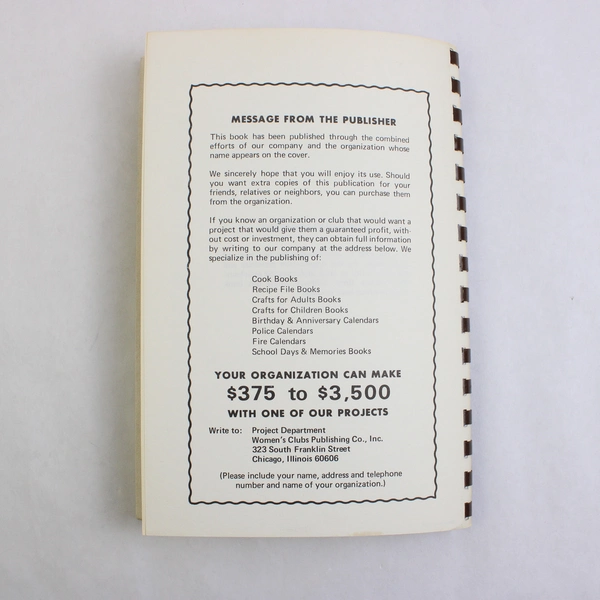 MESSAGE FROM THE PUBLISHER
This book has been published through the combined
efforts of our company and the organization whose
name appears on the cover.
We sincerely hope that you will enjoy its use. Should
you want extra copies of this publication for your
friends, relatives or neighbors, you can purchase them
from the organization.
If you know an organization or club that would want a
project that would give them a guaranteed profit, with-
out cost or investment, they can obtain full information
by writing to our company at the address below. We
specialize in the publishing of:
Cook Books
Recipe File Books
Crafts for Adults Books
Crafts for Children Books
Birthday & Anniversary Calendars
Police Calendars
Fire Calendars
School Days & Memories Books
YOUR ORGANIZATION CAN MAKE
$375 to $3,500
WITH ONE OF OUR PROJECTS
Write to: Project Department
Women's Clubs Publishing Co., Inc.
323 South Franklin Street
Chicago, Illinois 60606
(Please include your name, address and telephone
number and name of your organization.)